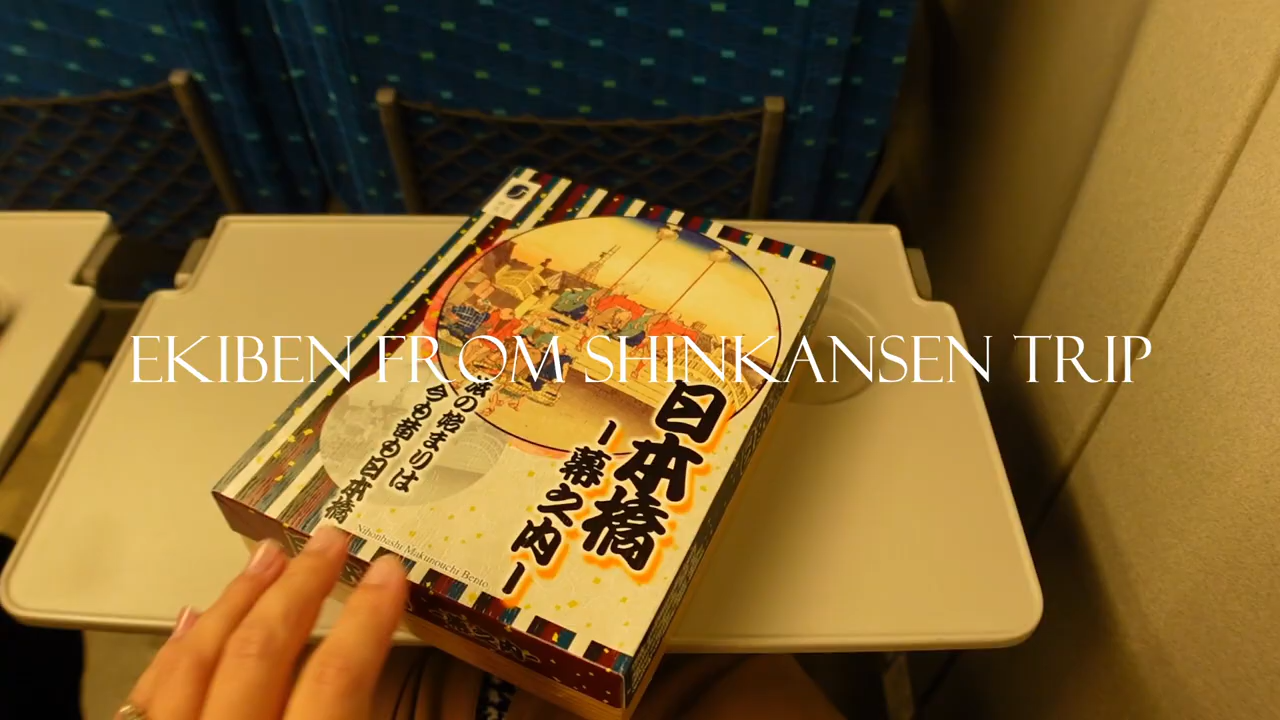 EKIBEN FROM SHINKANSEN TRIP
日本橋
ー幕之内ー
旅の始まりは
今も昔も日本橋
Nihonbashi Makunouchi Bento